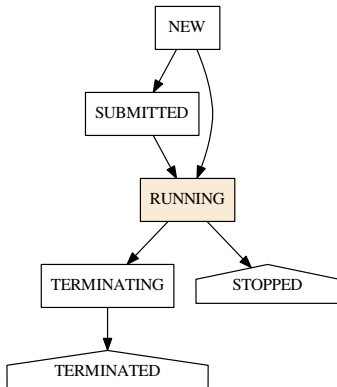 NEW
SUBMITTED
RUNNING
TERMINATING
STOPPED
TERMINATED